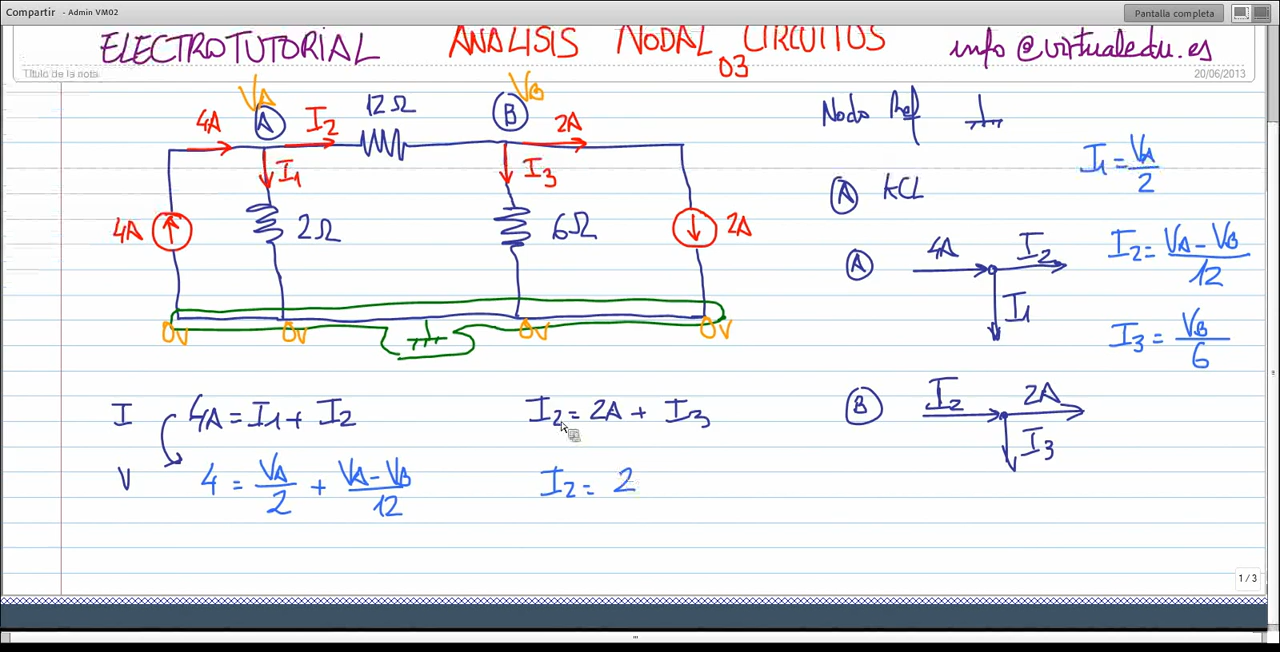 Compartir - Admin VM02
Pantalla completa
ELECTROTUTORIAL ANALISIS NODAL CIRCUITOS info@virtualedu.es
03
Título de la nota
20/06/2013
VA VB
4A A I2 12Ω B 2A
I1 I3
4A 2Ω 6Ω 2A
0V 0V 0V 0V
Nodo Ref
A KCL
I1 = VA/2
A 4A I2
I1
I2 = VA - VB/12
I3 = VB/6
B I2 2A
I3
I 4A = I1 + I2
I2 = 2A + I3
V 4 = VA/2 + VA - VB/12
I2 = 2
1 / 3